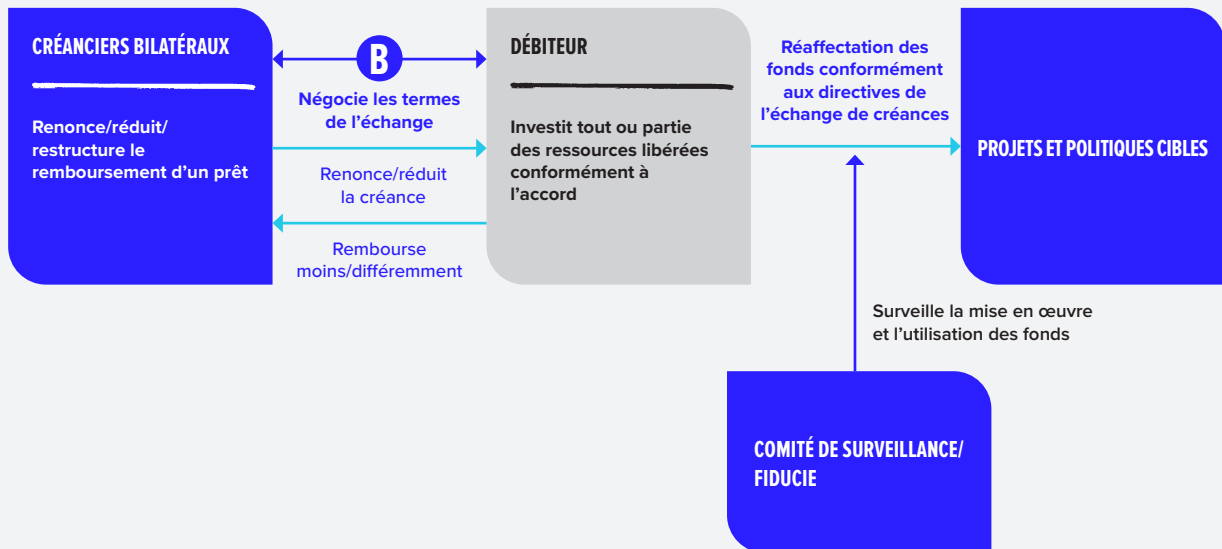 CRÉANCIERS BILATÉRAUX
Renonce/réduit/
restructure le
remboursement d’un prêt
B
Négocie les termes
de l’échange
Renonce/réduit
la créance
Rembourse
moins/différemment
DÉBITEUR
Investit tout ou partie
des ressources libérées
conformément à
l’accord
Réaffectation des
fonds conformément
aux directives de
l’échange de créances
PROJETS ET POLITIQUES CIBLES
Surveille la mise en œuvre
et l’utilisation des fonds
COMITÉ DE SURVEILLANCE/
FIDUCIE